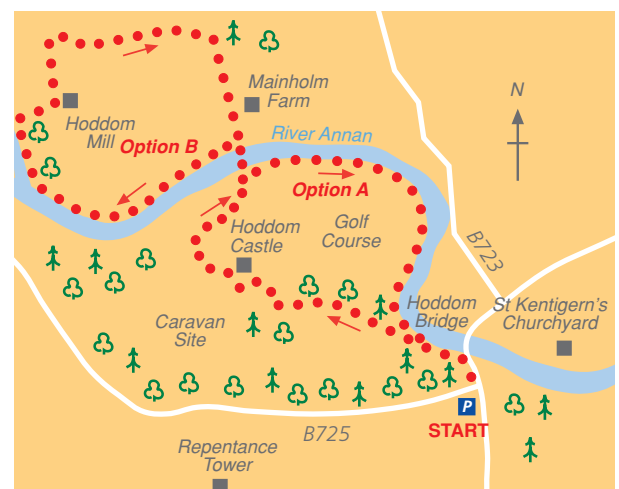 Mainholm
Farm
N
Hoddom
Mill
River Annan
Option B
Option A
Hoddom
Castle
Golf
Course
B723
Hoddom
Bridge
St Kentigern's
Churchyard
Caravan
Site
P
START
B725
Repentance
Tower